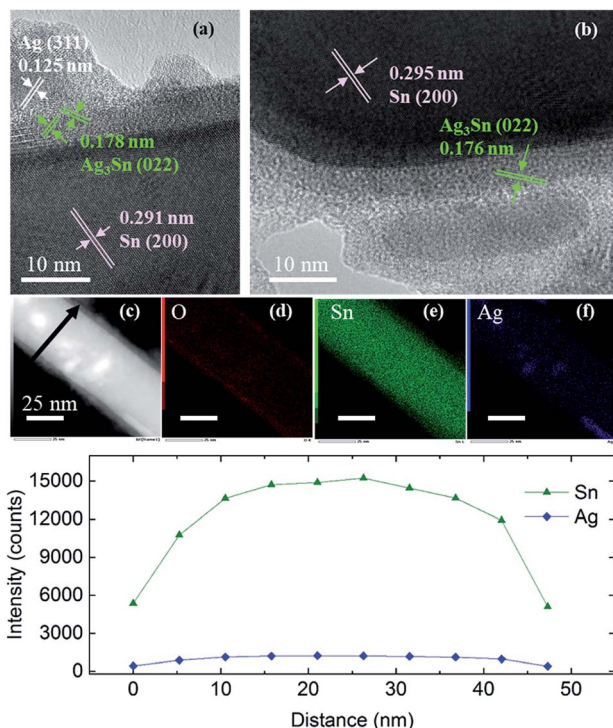 (a)
Ag (311)
0.125 nm
0.178 nm
Ag₃Sn (022)
0.291 nm
Sn (200)
10 nm
(b)
0.295 nm
Sn (200)
Ag₃Sn (022)
0.176 nm
10 nm
(c)
25 nm
O (d)
Sn (e)
Ag (f)
Intensity (counts)
15000
12000
9000
6000
3000
0
Sn
Ag
0 10 20 30 40 50
Distance (nm)